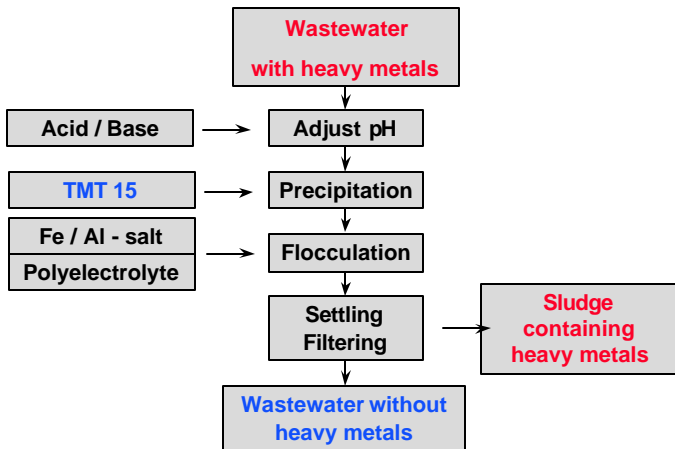 Wastewater
with heavy metals
Acid / Base
Adjust pH
TMT 15
Precipitation
Fe / Al - salt
Polyelectrolyte
Flocculation
Settling
Filtering
Sludge
containing
heavy metals
Wastewater without
heavy metals